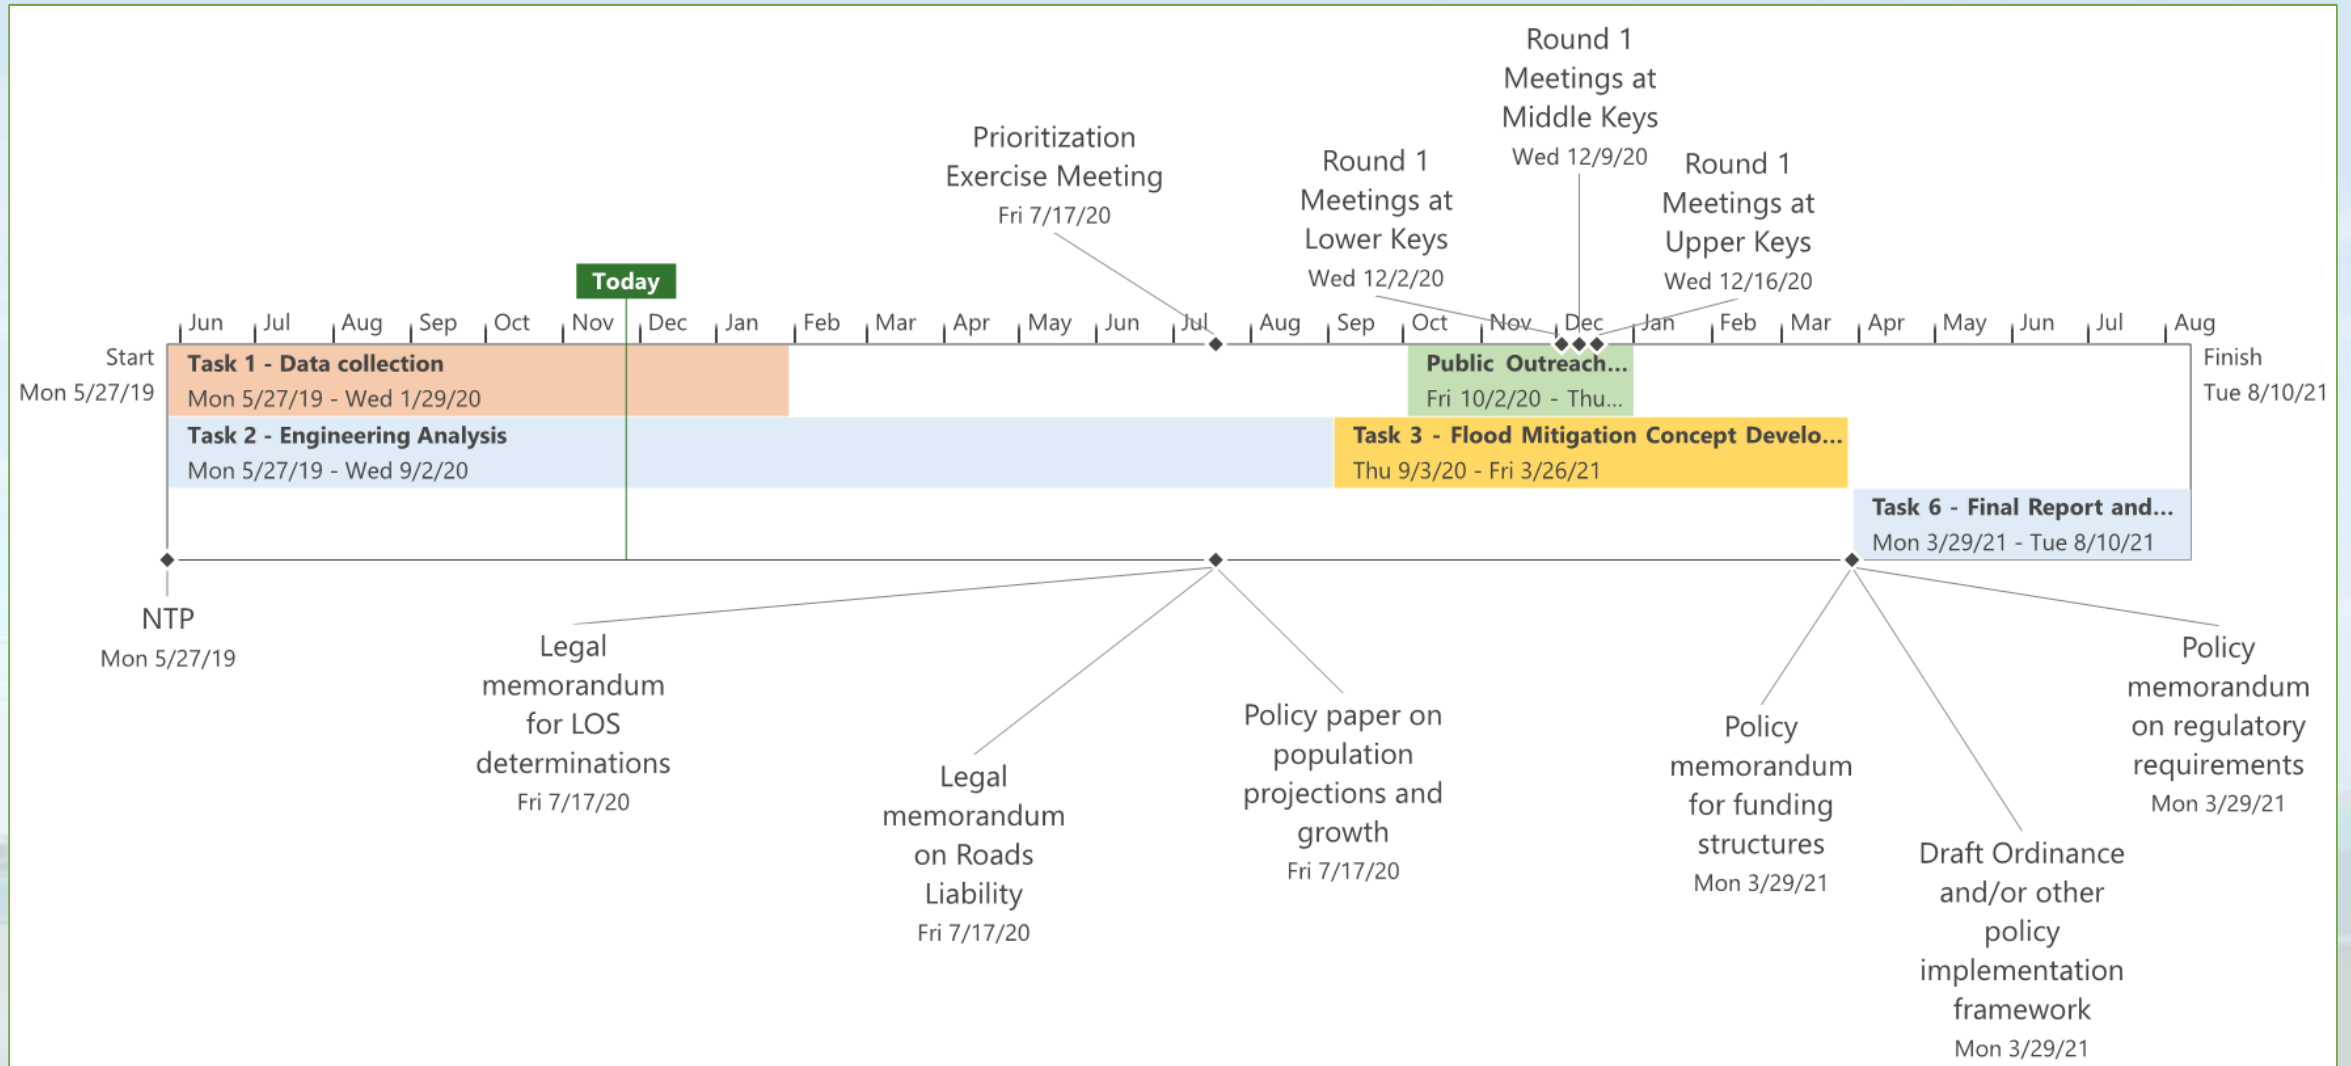 Round 1
Meetings at
Middle Keys
Wed 12/9/20
Prioritization
Exercise Meeting
Fri 7/17/20
Round 1
Meetings at
Lower Keys
Wed 12/2/20
Round 1
Meetings at
Upper Keys
Wed 12/16/20
Today
Jun Jul Aug Sep Oct Nov Dec Jan Feb Mar Apr May Jun Jul Aug Sep Oct Nov Dec Jan Feb Mar Apr May Jun Jul Aug
Start
Mon 5/27/19
Task 1 - Data collection
Mon 5/27/19 - Wed 1/29/20
Public Outreach...
Fri 10/2/20 - Thu...
Finish
Tue 8/10/21
Task 2 - Engineering Analysis
Mon 5/27/19 - Wed 9/2/20
Task 3 - Flood Mitigation Concept Develo...
Thu 9/3/20 - Fri 3/26/21
Task 6 - Final Report and...
Mon 3/29/21 - Tue 8/10/21
NTP
Mon 5/27/19
Legal
memorandum
for LOS
determinations
Fri 7/17/20
Legal
memorandum
on Roads
Liability
Fri 7/17/20
Policy paper on
population
projections and
growth
Fri 7/17/20
Policy
memorandum
for funding
structures
Mon 3/29/21
Draft Ordinance
and/or other
policy
implementation
framework
Mon 3/29/21
Policy
memorandum
on regulatory
requirements
Mon 3/29/21